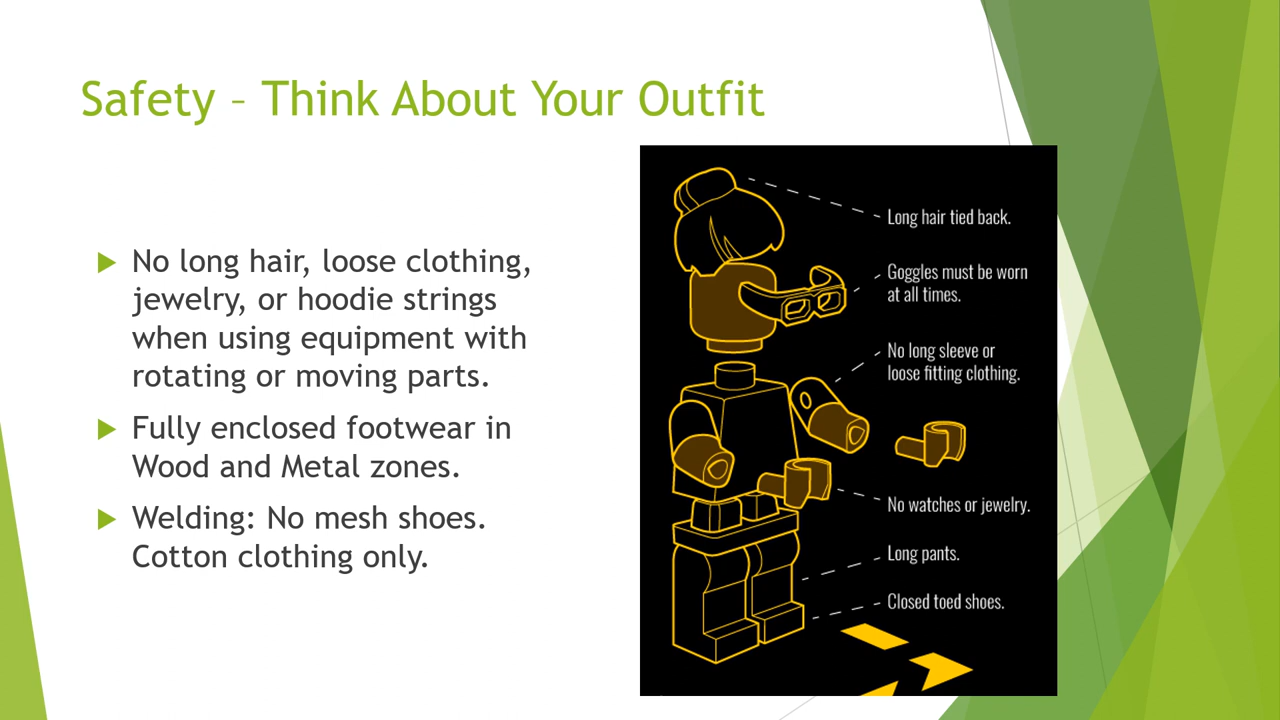 Safety – Think About Your Outfit
No long hair, loose clothing,
jewelry, or hoodie strings
when using equipment with
rotating or moving parts.
Fully enclosed footwear in
Wood and Metal zones.
Welding: No mesh shoes.
Cotton clothing only.
Long hair tied back.
Goggles must be worn
at all times.
No long sleeve or
loose fitting clothing.
No watches or jewelry.
Long pants.
Closed toed shoes.